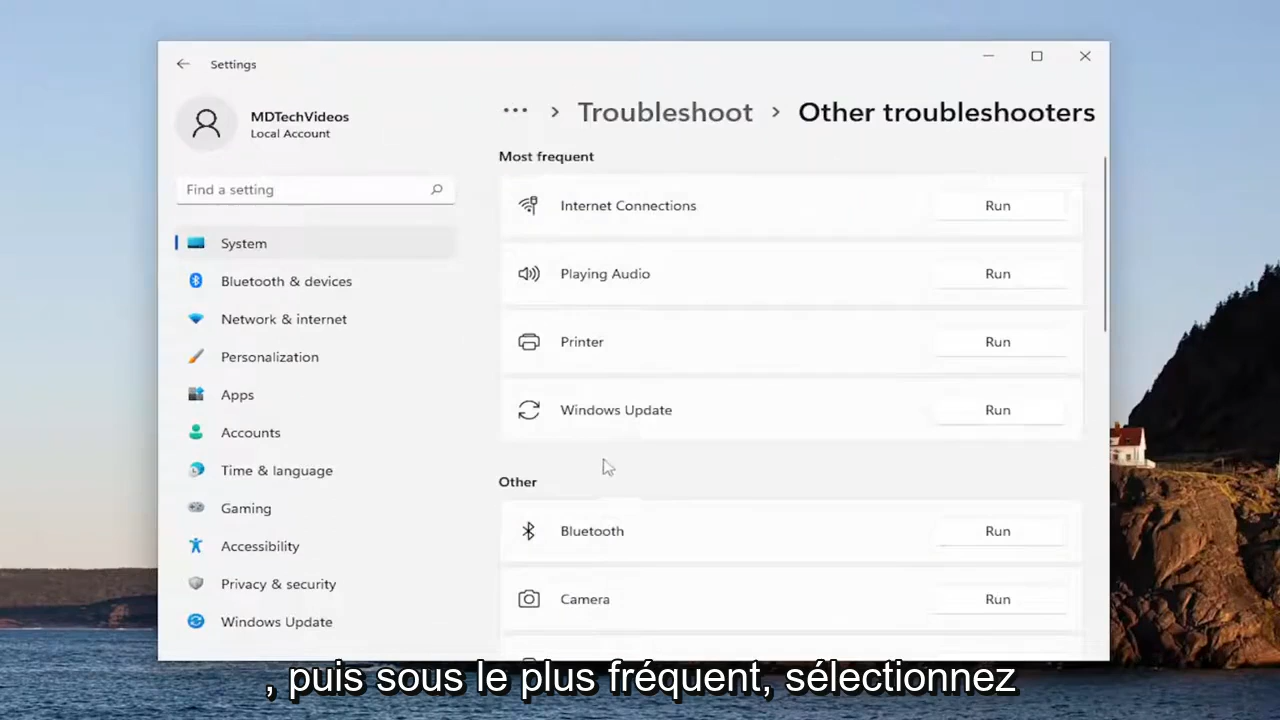 Settings
MDTechVideos
Local Account
Find a setting
System
Bluetooth & devices
Network & internet
Personalization
Apps
Accounts
Time & language
Gaming
Accessibility
Privacy & security
Windows Update
... > Troubleshoot > Other troubleshooters
Most frequent
Internet Connections Run
Playing Audio Run
Printer Run
Windows Update Run
Other
Bluetooth Run
Camera Run
, puis sous le plus fréquent, sélectionnez